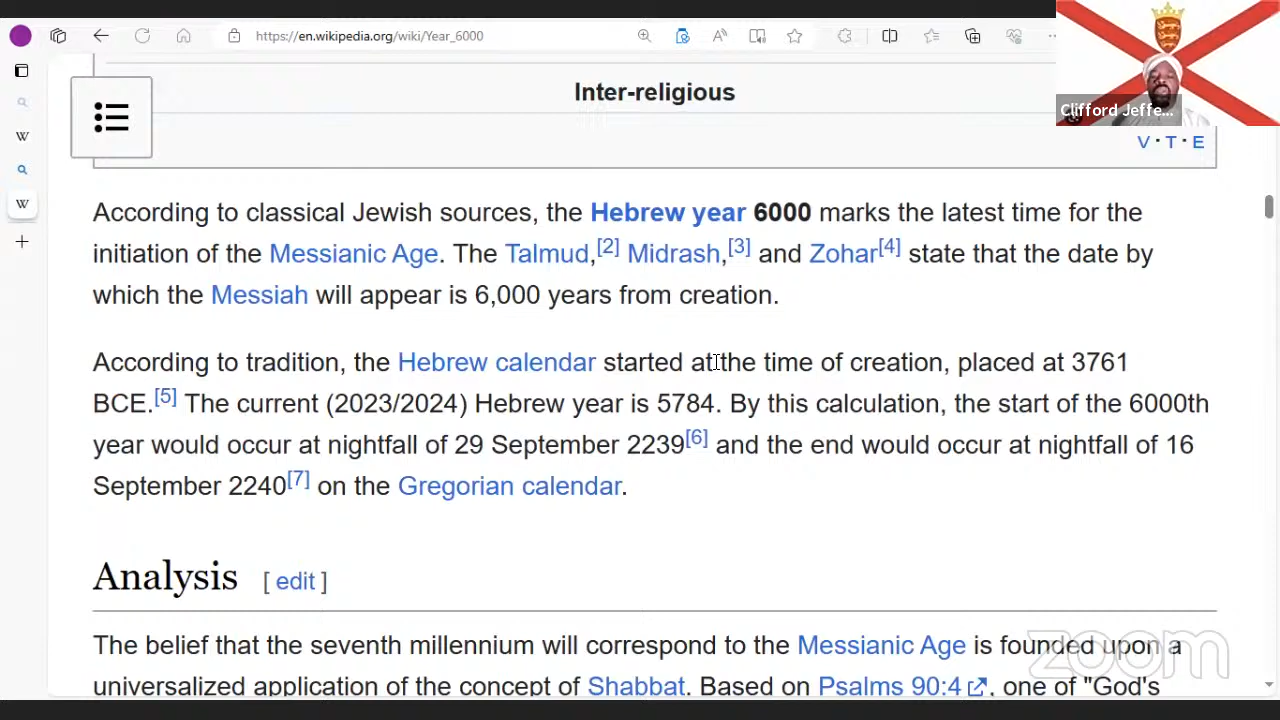 https://en.wikipedia.org/wiki/Year_6000
Clifford Jeffe...
Inter-religious
V · T · E
According to classical Jewish sources, the Hebrew year 6000 marks the latest time for the
initiation of the Messianic Age. The Talmud,[2] Midrash,[3] and Zohar[4] state that the date by
which the Messiah will appear is 6,000 years from creation.
According to tradition, the Hebrew calendar started at the time of creation, placed at 3761
BCE.[5] The current (2023/2024) Hebrew year is 5784. By this calculation, the start of the 6000th
year would occur at nightfall of 29 September 2239[6] and the end would occur at nightfall of 16
September 2240[7] on the Gregorian calendar.
Analysis [ edit ]
The belief that the seventh millennium will correspond to the Messianic Age is founded upon a
universalized application of the concept of Shabbat. Based on Psalms 90:4, one of "God's
zoom